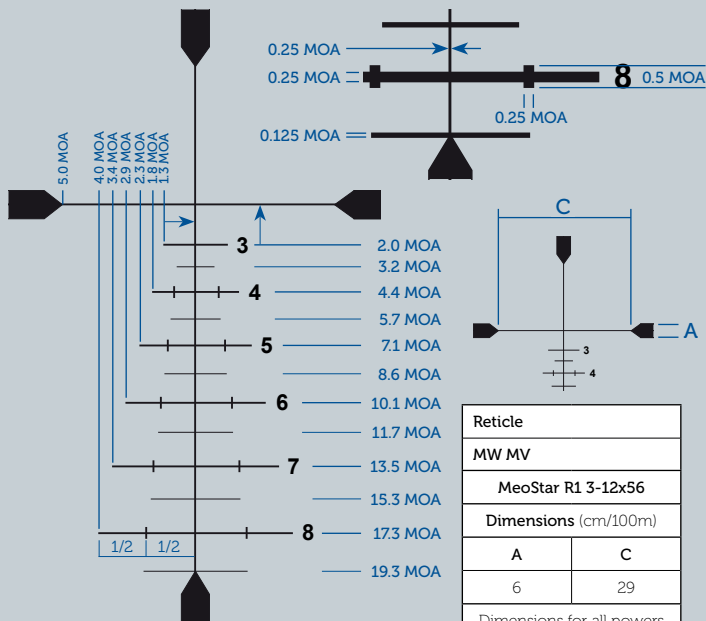 0.25 MOA
0.25 MOA
8
0.5 MOA
0.25 MOA
0.125 MOA
5.0 MOA
4.0 MOA
3.4 MOA
2.9 MOA
2.3 MOA
1.8 MOA
1.3 MOA
3
2.0 MOA
3.2 MOA
4
4.4 MOA
5.7 MOA
5
7.1 MOA
8.6 MOA
6
10.1 MOA
11.7 MOA
7
13.5 MOA
15.3 MOA
8
17.3 MOA
1/2
1/2
19.3 MOA
C
A
3
4
Reticle
MW MV
MeoStar R1 3-12x56
Dimensions (cm/100m)
A C
6 29
Dimensions for all powers